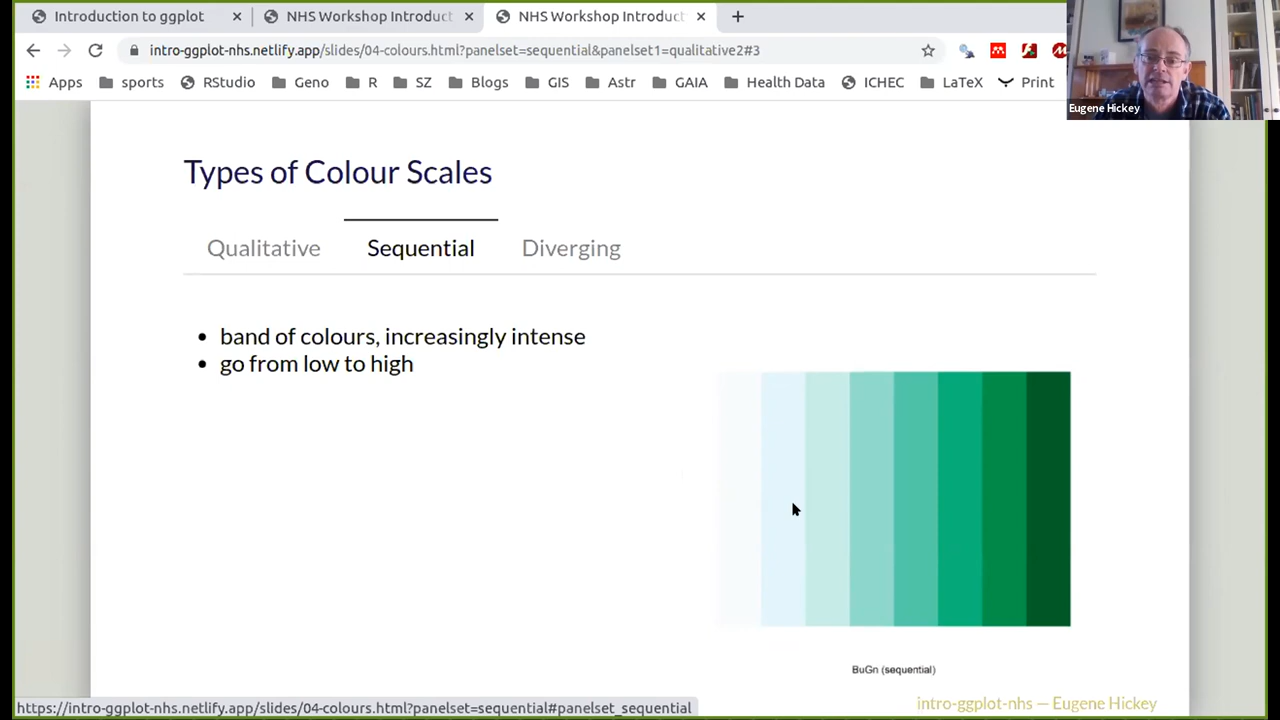 Introduction to ggplot
NHS Workshop Introduct
NHS Workshop Introduct
intro-ggplot-nhs.netlify.app/slides/04-colours.html?panelset=sequential&panelset1=qualitative2#3
Apps sports RStudio Geno R SZ Blogs GIS Astr GAIA Health Data ICHEC LaTeX Print
Eugene Hickey
Types of Colour Scales
Qualitative Sequential Diverging
band of colours, increasingly intense
go from low to high
BuGn (sequential)
https://intro-ggplot-nhs.netlify.app/slides/04-colours.html?panelset=sequential#panelset_sequential
intro-ggplot-nhs — Eugene Hickey